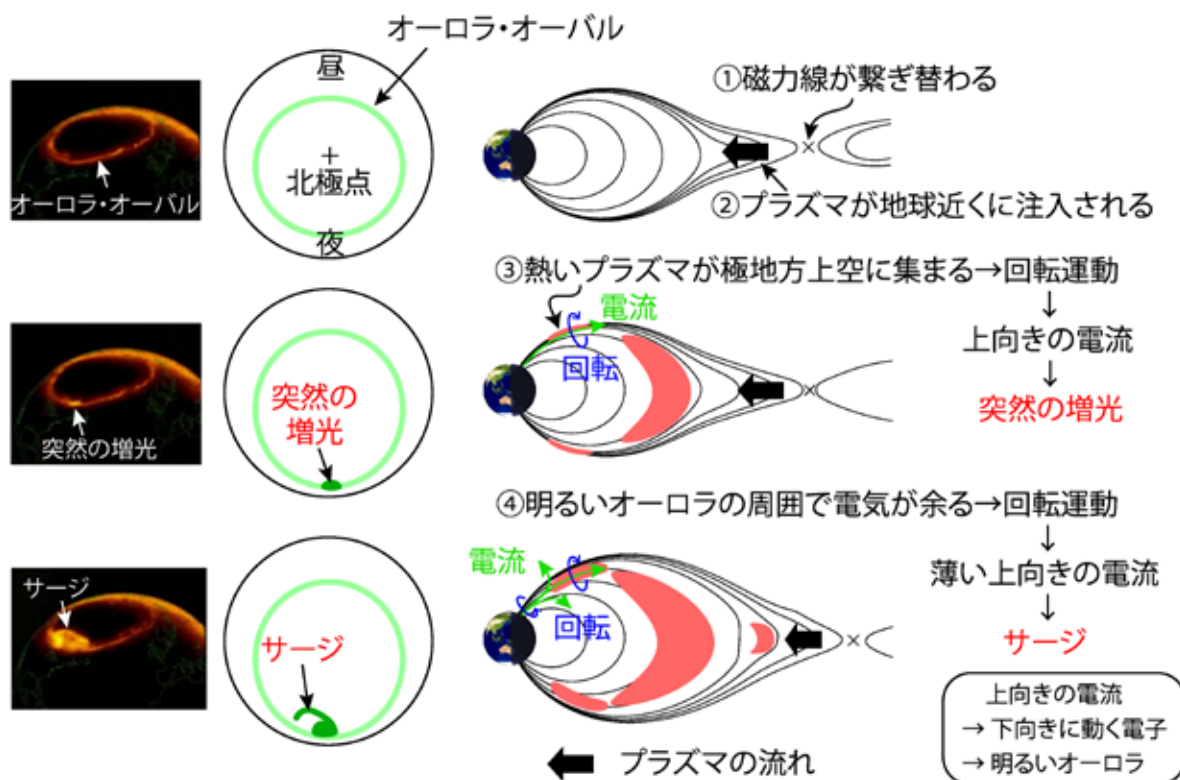 オーロラ・オーバル
昼
+
北極点
夜
オーロラ・オーバル
①磁力線が繋ぎ替わる
×
②プラズマが地球近くに注入される
③熱いプラズマが極地方上空に集まる→回転運動
↓
上向きの電流
↓
突然の増光
電流
回転
×
突然の増光
突然の
増光
④明るいオーロラの周囲で電気が余る→回転運動
↓
薄い上向きの電流
↓
サージ
電流
回転
×
サージ
サージ
上向きの電流
→ 下向きに動く電子
→ 明るいオーロラ
プラズマの流れ